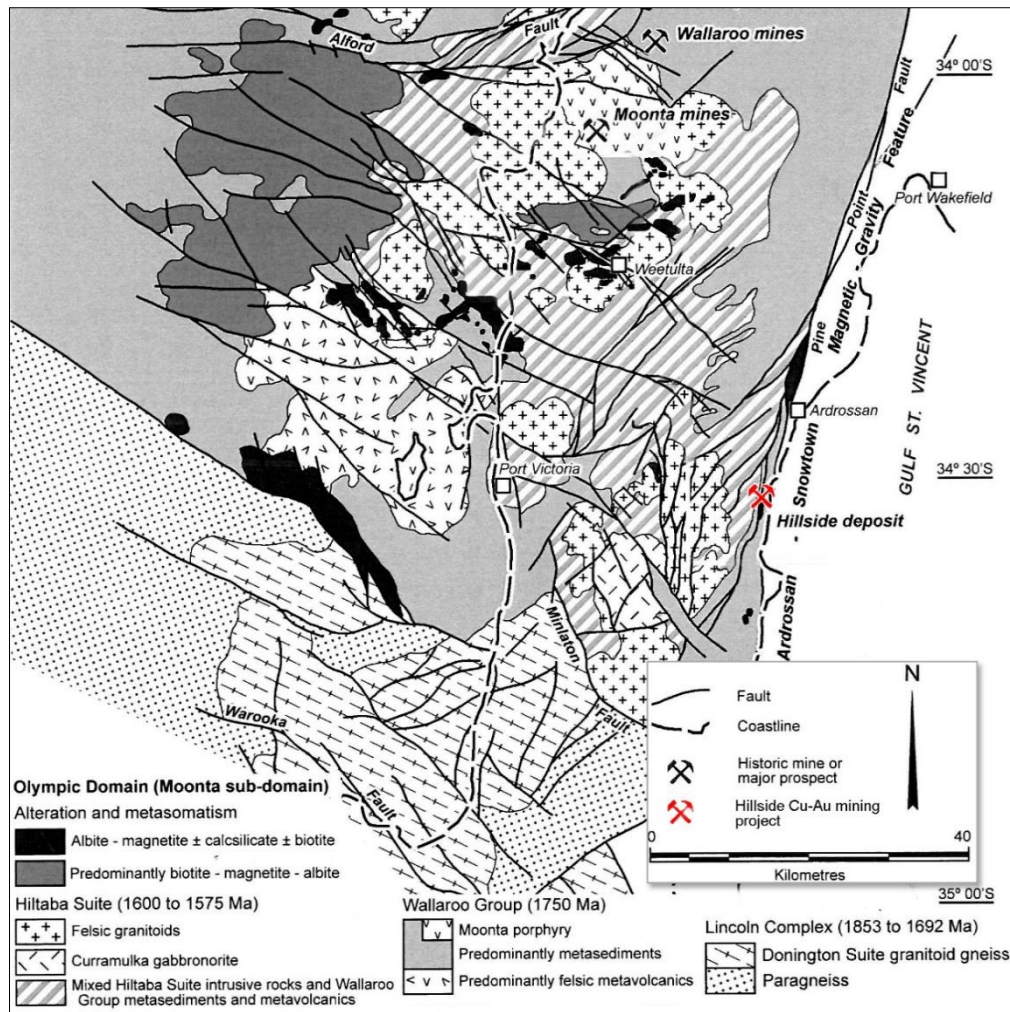 Alford
Fault
Wallaroo mines
34° 00'S
Moonta mines
Fault
Feature
Port Wakefield
Point
Gravity
Weetulta
Magnetic
Pine
GULF ST. VINCENT
Ardrossan
Snowtown
34° 30'S
Port Victoria
Hillside deposit
Ardrossan
Minlaton
Fault
Warooka
Fault
N
Fault
Coastline
Historic mine or
major prospect
Hillside Cu-Au mining
project
0 40
Kilometres
35° 00'S
Olympic Domain (Moonta sub-domain)
Alteration and metasomatism
Albite - magnetite ± calcsilicate ± biotite
Predominantly biotite - magnetite - albite
Hiltaba Suite (1600 to 1575 Ma)
Felsic granitoids
Curramulka gabbronorite
Mixed Hiltaba Suite intrusive rocks and Wallaroo
Group metasediments and metavolcanics
Wallaroo Group (1750 Ma)
Moonta porphyry
Predominantly metasediments
Predominantly felsic metavolcanics
Lincoln Complex (1853 to 1692 Ma)
Donington Suite granitoid gneiss
Paragneiss